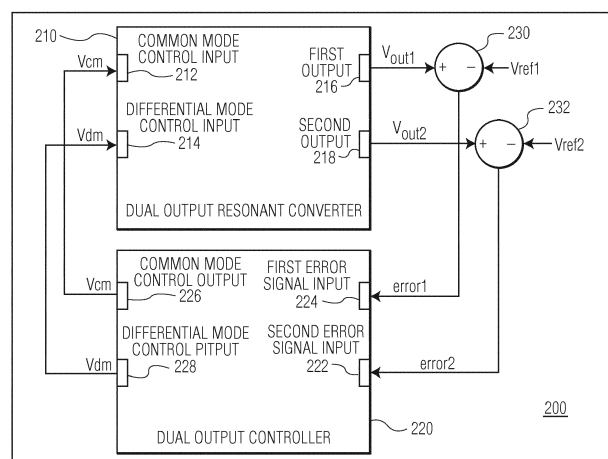 210
COMMON MODE
CONTROL INPUT
Vcm
212
FIRST
OUTPUT
216
Vout1
230
+ −
Vref1
DIFFERENTIAL MODE
CONTROL INPUT
Vdm
214
SECOND
OUTPUT
218
Vout2
232
+ −
Vref2
DUAL OUTPUT RESONANT CONVERTER
COMMON MODE
CONTROL OUTPUT
Vcm
226
FIRST ERROR
SIGNAL INPUT
224
error1
DIFFERENTIAL MODE
CONTROL PITPUT
Vdm
228
SECOND ERROR
SIGNAL INPUT
222
error2
DUAL OUTPUT CONTROLLER
220
200